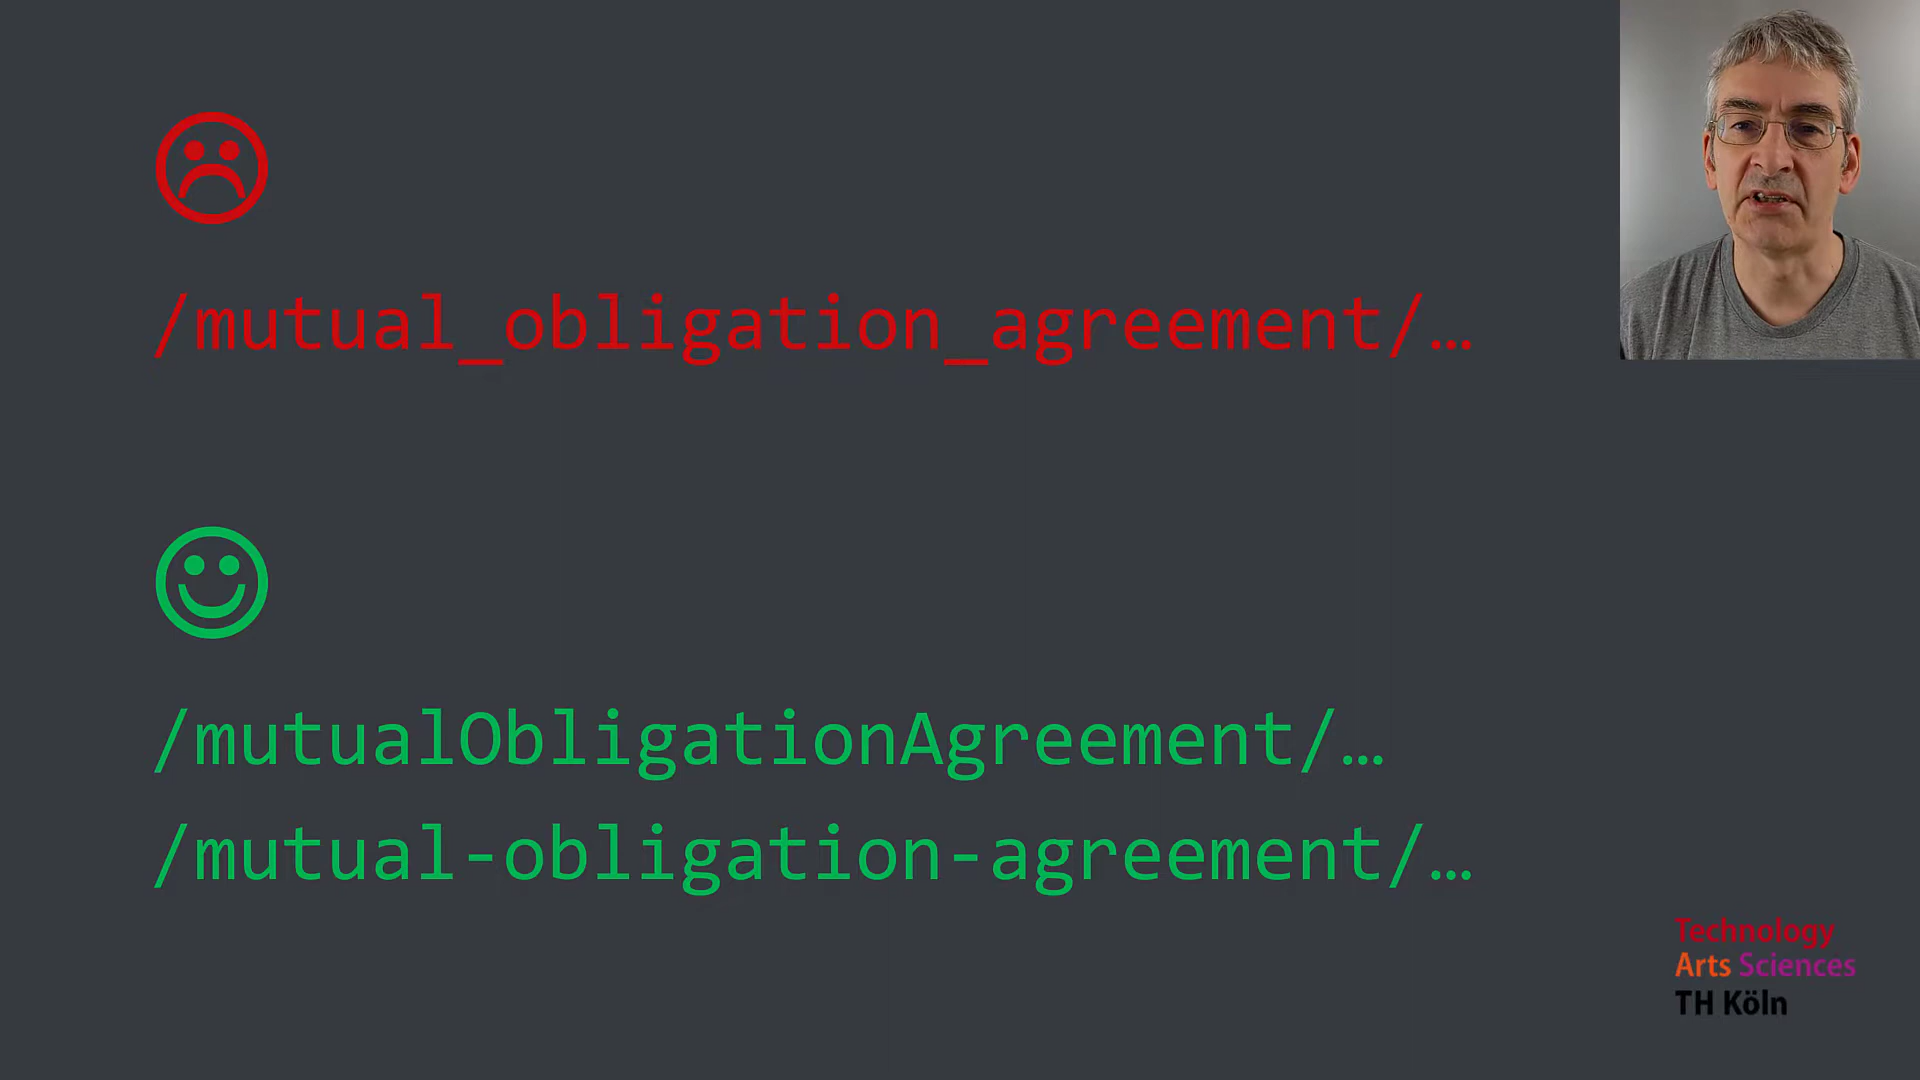 /mutual_obligation_agreement/…
/mutualObligationAgreement/…
/mutual-obligation-agreement/…
Technology
Arts Sciences
TH Köln